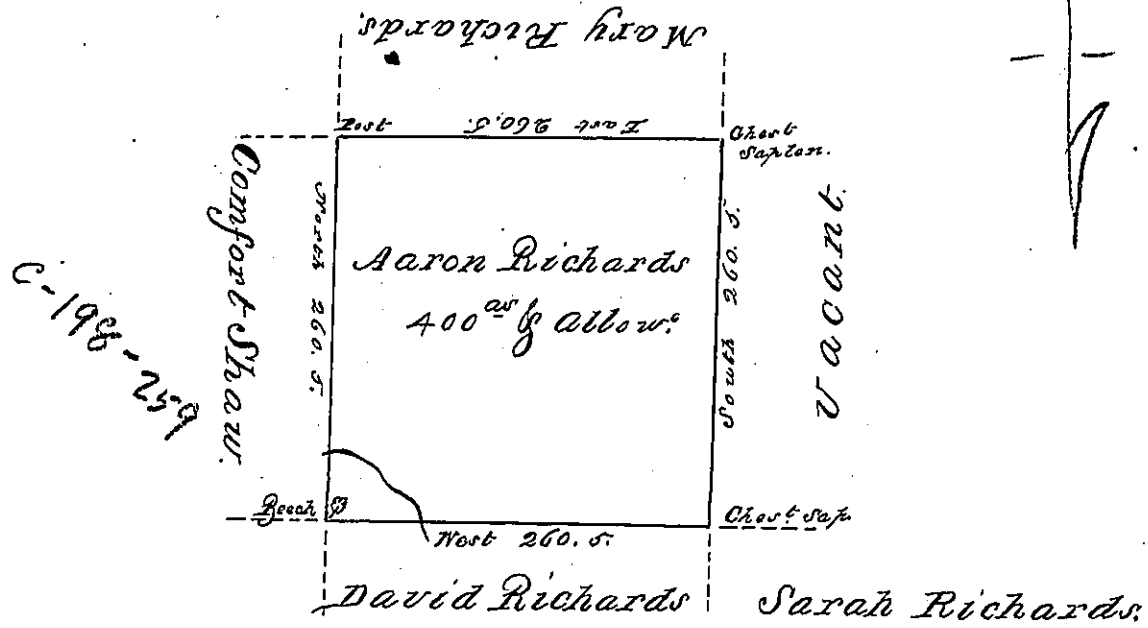 Mary Richards.
Post
East 260.5.
Chest
Saplen.
Comfort Shaw.
North 260.5.
Aaron Richards
400 as & Allow.e
South 260.5.
Vacant
C-198-259
Beech
West 260.5.
Chest Sap.
David Richards
Sarah Richards.